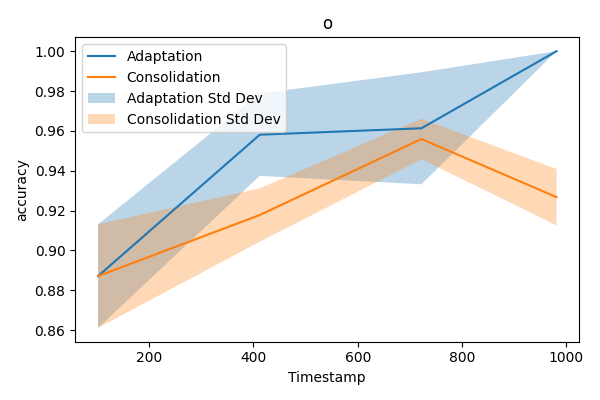 o
1.00
0.98
0.96
0.94
0.92
0.90
0.88
0.86
accuracy
Adaptation
Consolidation
Adaptation Std Dev
Consolidation Std Dev
200 400 600 800 1000
Timestamp